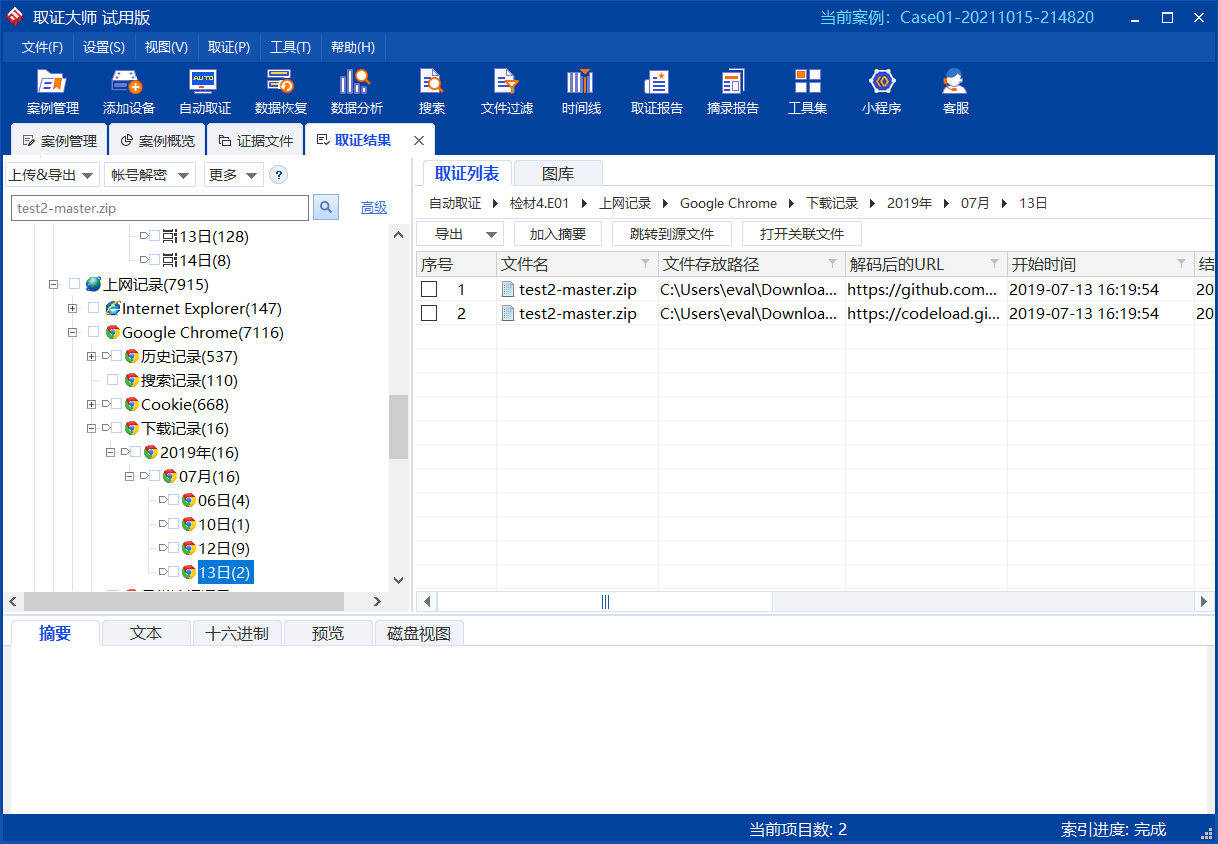 取证大师 试用版
当前案例: Case01-20211015-214820
文件(F) 设置(S) 视图(V) 取证(P) 工具(T) 帮助(H)
AUTO
案例管理 添加设备 自动取证 数据恢复 数据分析 搜索 文件过滤 时间线 取证报告 摘录报告 工具集 小程序 客服
案例管理 案例概览 证据文件 取证结果
上传&导出 帐号解密 更多 ?
test2-master.zip 高级
13日(128)
14日(8)
上网记录(7915)
Internet Explorer(147)
Google Chrome(7116)
历史记录(537)
搜索记录(110)
Cookie(668)
下载记录(16)
2019年(16)
07月(16)
06日(4)
10日(1)
12日(9)
13日(2)
取证列表 图库
自动取证 检材4.E01 上网记录 Google Chrome 下载记录 2019年 07月 13日
导出 加入摘要 跳转到源文件 打开关联文件
序号 文件名 文件存放路径 解码后的URL 开始时间 结
1 test2-master.zip C:\Users\eval\Downloa... https://github.com... 2019-07-13 16:19:54 20
2 test2-master.zip C:\Users\eval\Downloa... https://codeload.gi... 2019-07-13 16:19:54 20
摘要 文本 十六进制 预览 磁盘视图
当前项目数: 2
索引进度: 完成